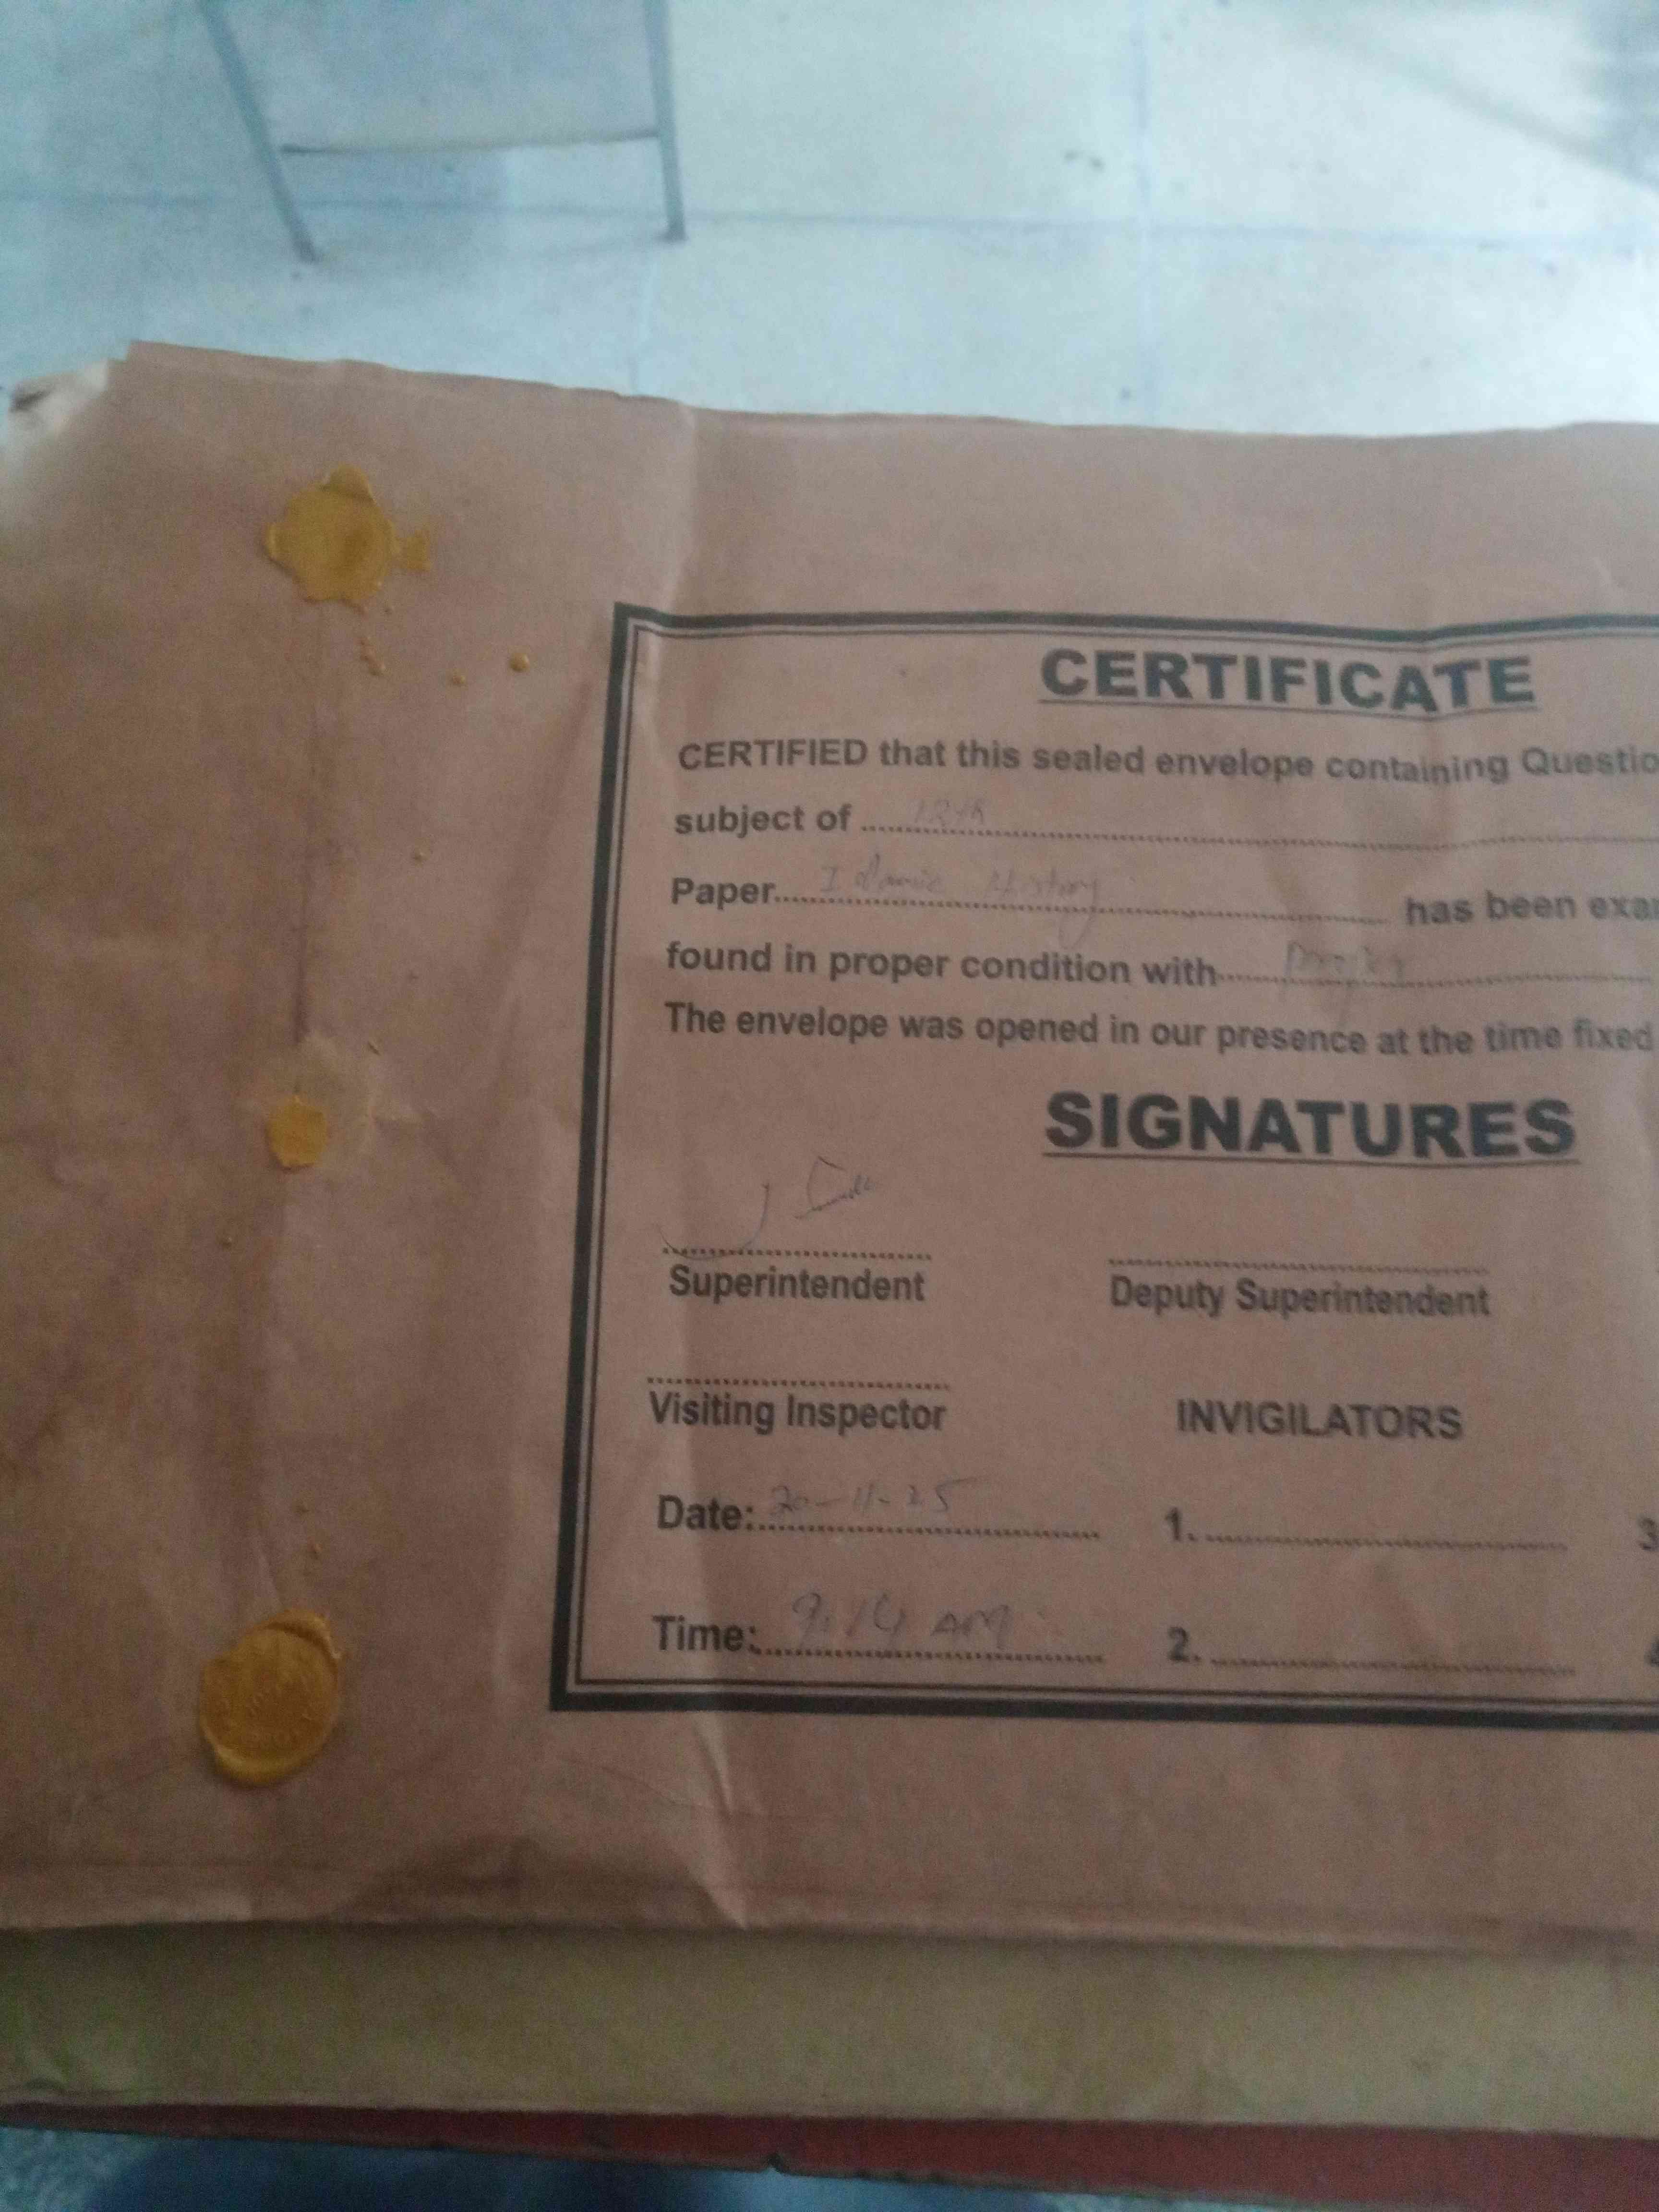 CERTIFICATE
CERTIFIED that this sealed envelope containing Questio
subject of 12th
Paper Islamic History has been exa
found in proper condition with
The envelope was opened in our presence at the time fixed
SIGNATURES
Superintendent Deputy Superintendent
Visiting Inspector INVIGILATORS
Date: 20-11-25 1. 3
Time: 9:14 AM 2.